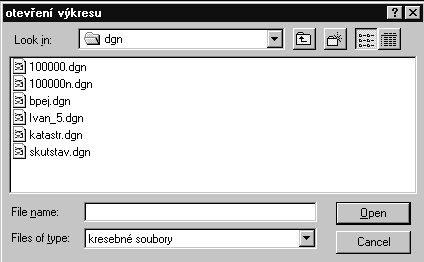 otevření výkresu
Look in: dgn
100000.dgn
100000n.dgn
bpej.dgn
Ivan_5.dgn
katastr.dgn
skutstav.dgn
File name: Open
Files of type: kresebné soubory Cancel